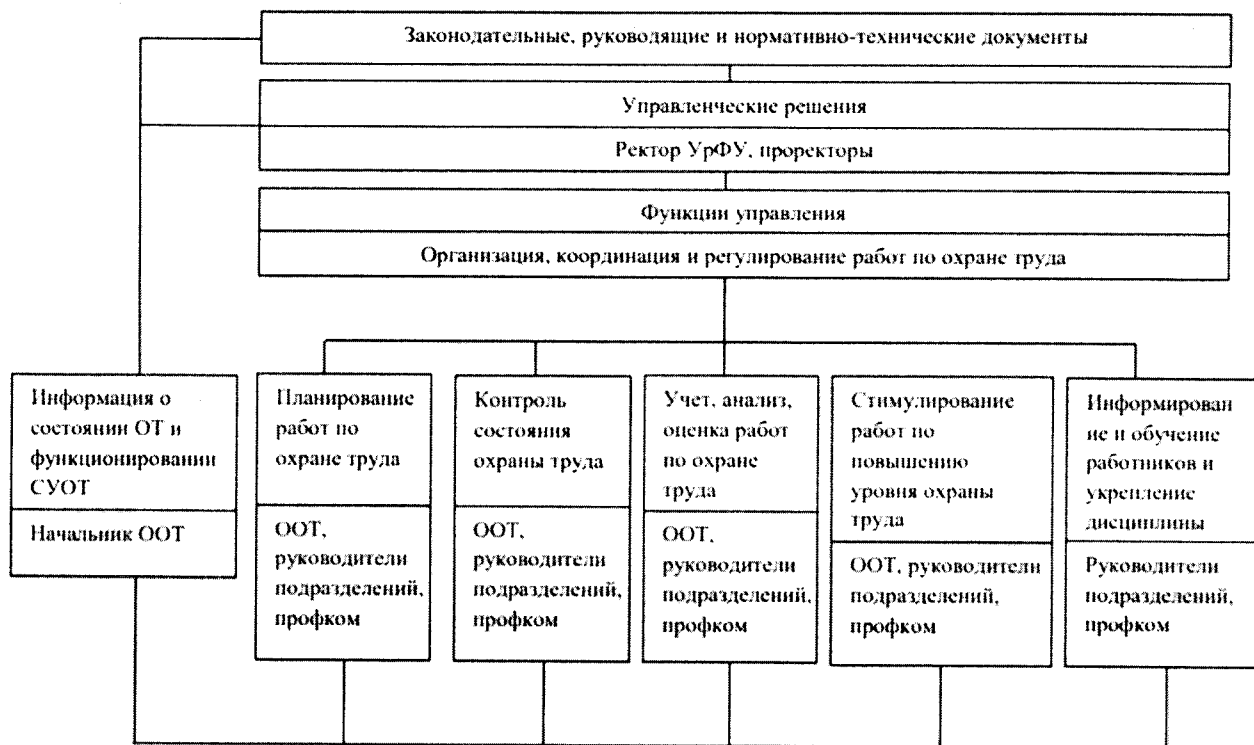 Законодательные, руководящие и нормативно-технические документы
Управленческие решения
Ректор УрФУ, проректоры
Функции управления
Организация, координация и регулирование работ по охране труда
Информация о
состоянии ОТ и
функционировании
СУОТ
Начальник ООТ
Планирование
работ по
охране труда
ООТ,
руководители
подразделений,
профком
Контроль
состояния
охраны труда
ООТ,
руководители
подразделений,
профком
Учет, анализ,
оценка работ
по охране
труда
ООТ,
руководители
подразделений,
профком
Стимулирование
работ по
повышению
уровня охраны
труда
ООТ, руководители
подразделений,
профком
Информирован
ие и обучение
работников и
укрепление
дисциплины
Руководители
подразделений,
профком